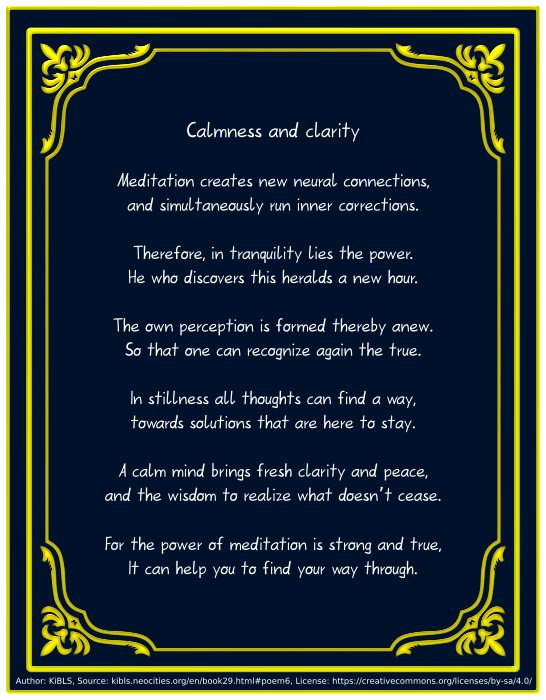 Calmness and clarity
Meditation creates new neural connections,
and simultaneously run inner corrections.
Therefore, in tranquility lies the power.
He who discovers this heralds a new hour.
The own perception is formed thereby anew.
So that one can recognize again the true.
In stillness all thoughts can find a way,
towards solutions that are here to stay.
A calm mind brings fresh clarity and peace,
and the wisdom to realize what doesn't cease.
For the power of meditation is strong and true,
It can help you to find your way through.
Author: KiBLS, Source: kibls.neocities.org/en/book29.html#poem6, License: https://creativecommons.org/licenses/by-sa/4.0/